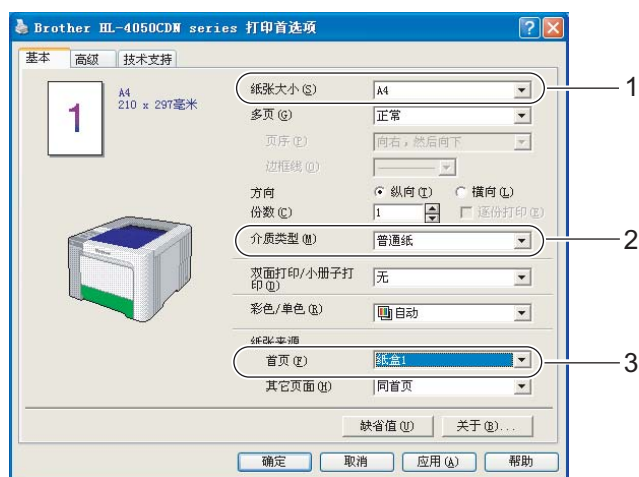 Brother HL-4050CDN series 打印首选项
基本 高级 技术支持
A4
210 x 297毫米
1
纸张大小(S) A4 1
多页(G) 正常
页序(P) 向右，然后向下
边框线(O)
方向 纵向(T) 横向(L)
份数(C) 1 逐份打印(E)
介质类型(M) 普通纸 2
双面打印/小册子打
印(D) 无
彩色/单色(R) 自动
纸张来源
首页(F) 纸盒1 3
其它页面(H) 同首页
缺省值(U) 关于(B)...
确定 取消 应用(A) 帮助